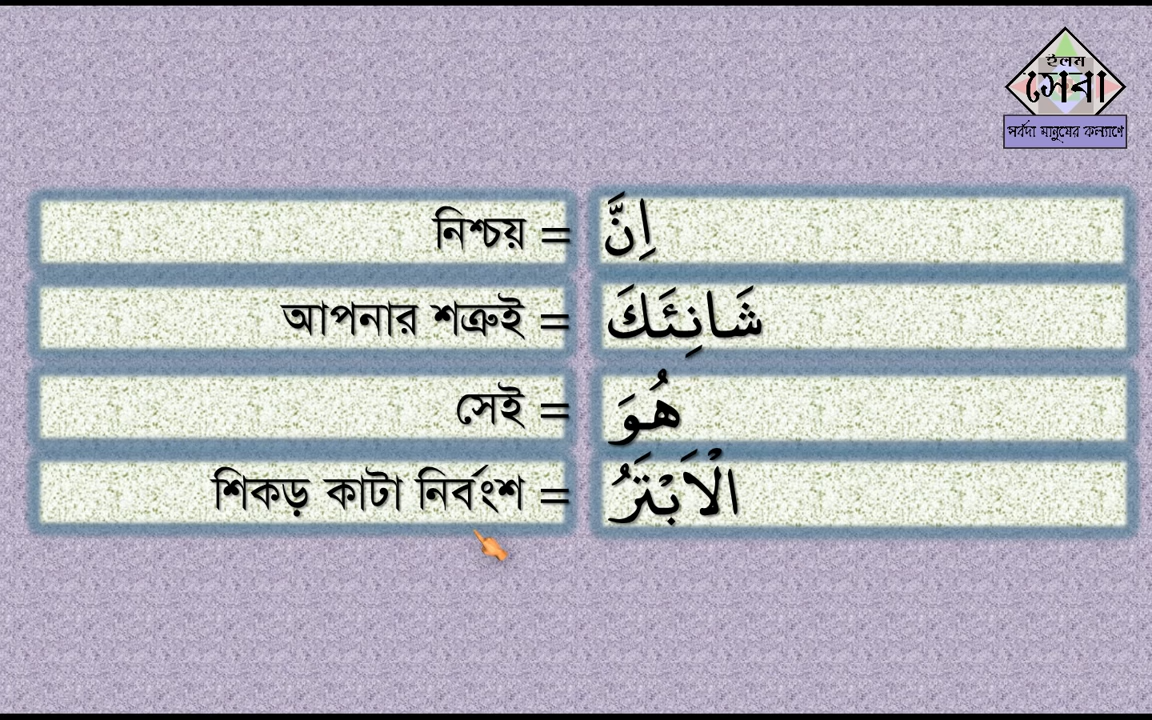 ইলম
সেবা
সর্বদা মানুষের কল্যাণে
اِنَّ = নিশ্চয়
شَانِئَكَ = আপনার শত্রুই
هُوَ = সেই
الْاَبْتَرُ = শিকড় কাটা নির্বংশ